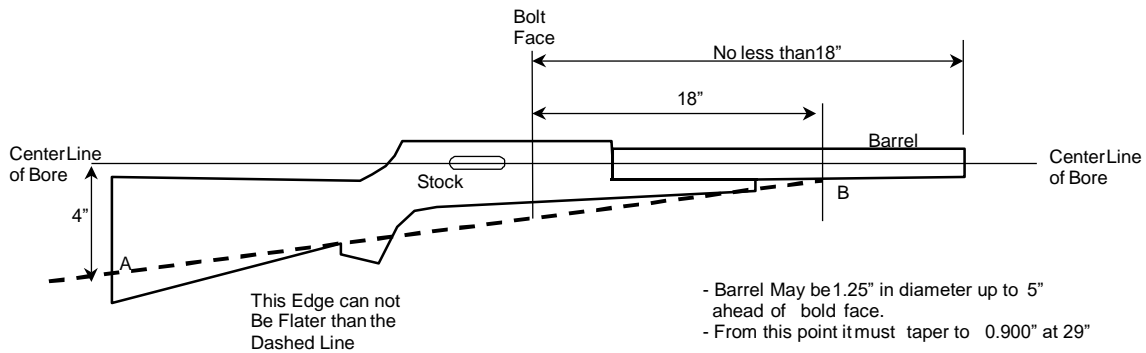 Bolt
Face
No less than18”
18”
Barrel
Center Line
of Bore
Center Line
of Bore
Stock
4”
B
A
This Edge can not
Be Flater than the
Dashed Line
- Barrel May be 1.25” in diameter up to 5”
ahead of bold face.
- From this point it must taper to 0.900” at 29”